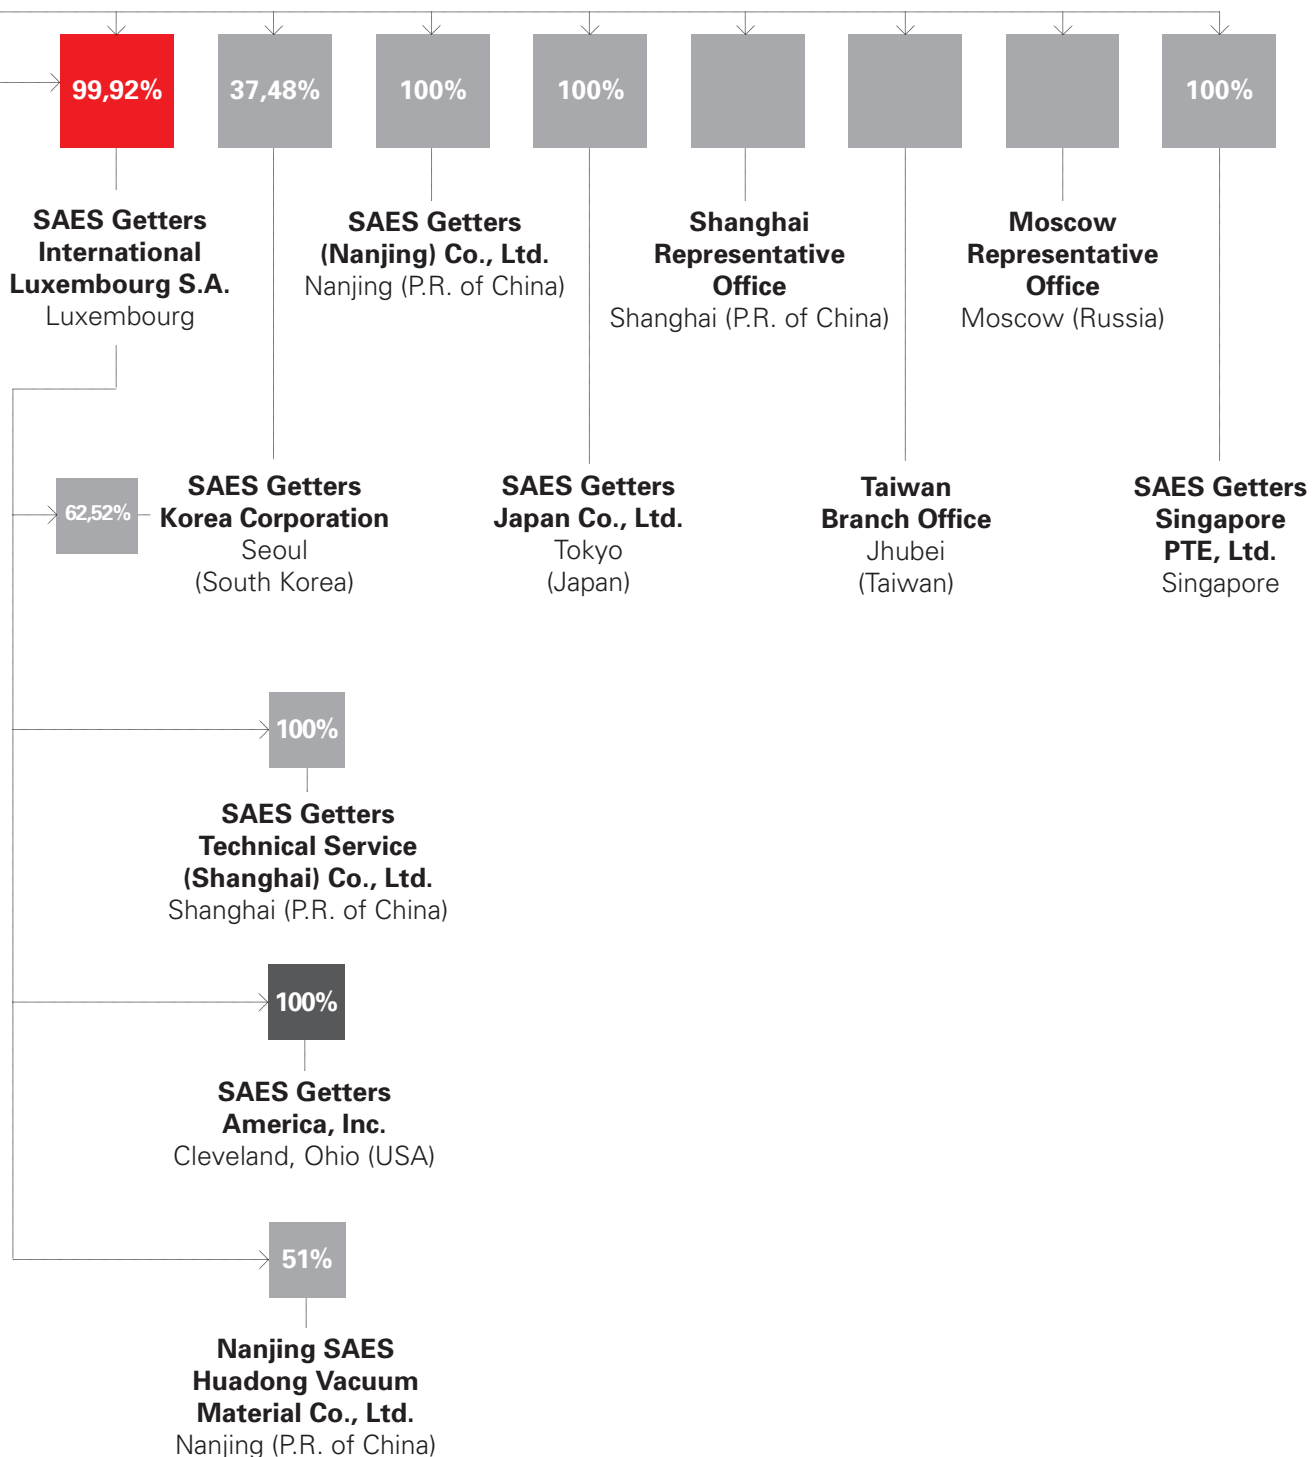 99,92%
37,48%
100%
100%
100%
SAES Getters
International
Luxembourg S.A.
Luxembourg
SAES Getters
(Nanjing) Co., Ltd.
Nanjing (P.R. of China)
Shanghai
Representative
Office
Shanghai (P.R. of China)
Moscow
Representative
Office
Moscow (Russia)
62,52%
SAES Getters
Korea Corporation
Seoul
(South Korea)
SAES Getters
Japan Co., Ltd.
Tokyo
(Japan)
Taiwan
Branch Office
Jhubei
(Taiwan)
SAES Getters
Singapore
PTE, Ltd.
Singapore
100%
SAES Getters
Technical Service
(Shanghai) Co., Ltd.
Shanghai (P.R. of China)
100%
SAES Getters
America, Inc.
Cleveland, Ohio (USA)
51%
Nanjing SAES
Huadong Vacuum
Material Co., Ltd.
Nanjing (P.R. of China)